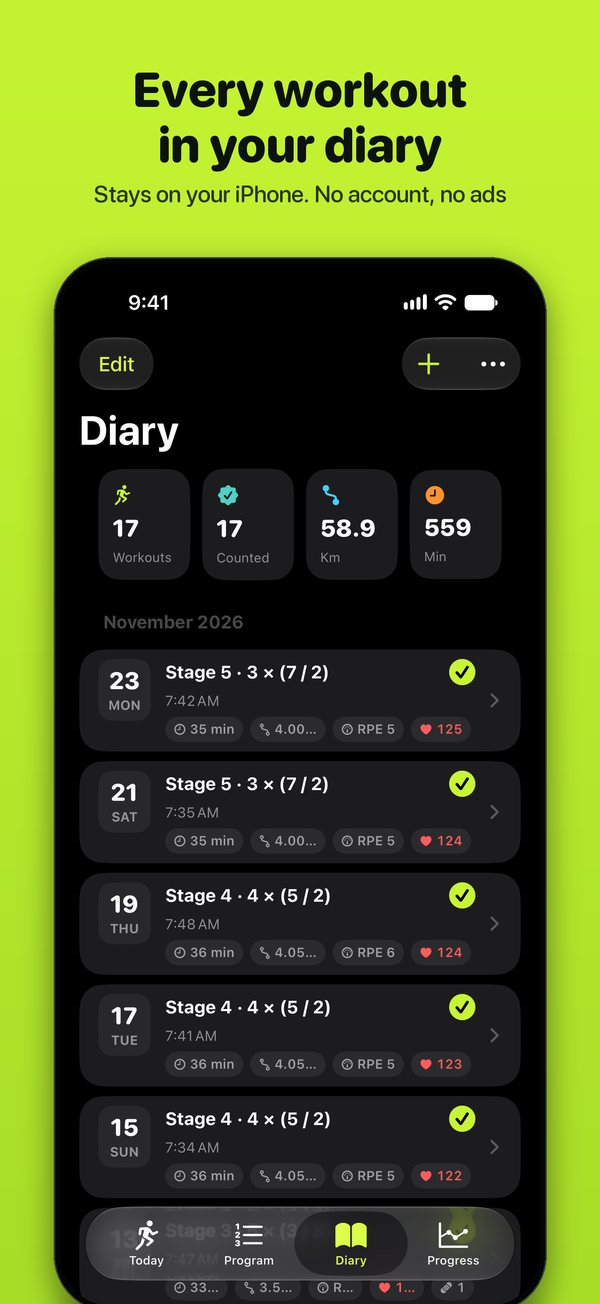 Every workout
in your diary
Stays on your iPhone. No account, no ads
9:41
Edit
Diary
17 17 58.9 559
Workouts Counted Km Min
November 2026
23 MON
Stage 5 · 3 × (7 / 2)
7:42 AM
35 min 4.00... RPE 5 125
21 SAT
Stage 5 · 3 × (7 / 2)
7:35 AM
35 min 4.00... RPE 5 124
19 THU
Stage 4 · 4 × (5 / 2)
7:48 AM
36 min 4.05... RPE 6 124
17 TUE
Stage 4 · 4 × (5 / 2)
7:41 AM
36 min 4.05... RPE 5 123
15 SUN
Stage 4 · 4 × (5 / 2)
7:34 AM
36 min 4.05... RPE 5 122
Today Program Diary Progress
33... 3.5... R... 1... 1